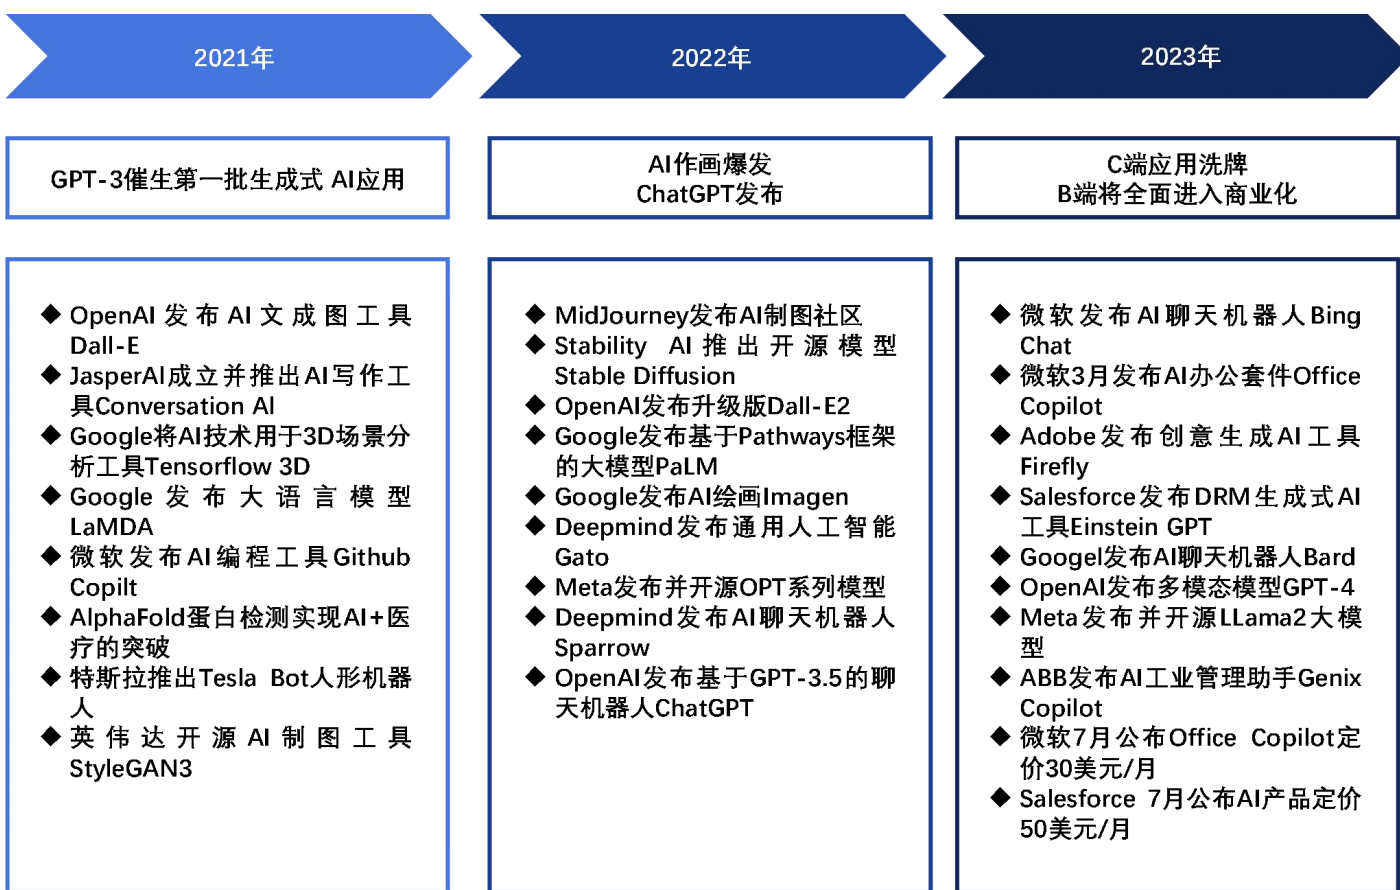 2021年
2022年
2023年
GPT-3催生第一批生成式 AI应用
AI作画爆发
ChatGPT发布
C端应用洗牌
B端将全面进入商业化
◆ OpenAI发布AI文成图工具
Dall-E
◆ JasperAI成立并推出AI写作工
具Conversation AI
◆ Google将AI技术用于3D场景分
析工具Tensorflow 3D
◆ Google发布大语言模型
LaMDA
◆ 微软发布AI编程工具Github
Copilt
◆ AlphaFold蛋白检测实现AI+医
疗的突破
◆ 特斯拉推出Tesla Bot人形机器
人
◆ 英伟达开源AI制图工具
StyleGAN3
◆ MidJourney发布AI制图社区
◆ Stability AI推出开源模型
Stable Diffusion
◆ OpenAI发布升级版Dall-E2
◆ Google发布基于Pathways框架
的大模型PaLM
◆ Google发布AI绘画Imagen
◆ Deepmind发布通用人工智能
Gato
◆ Meta发布并开源OPT系列模型
◆ Deepmind发布AI聊天机器人
Sparrow
◆ OpenAI发布基于GPT-3.5的聊
天机器人ChatGPT
◆ 微软发布AI聊天机器人Bing
Chat
◆ 微软3月发布AI办公套件Office
Copilot
◆ Adobe发布创意生成AI工具
Firefly
◆ Salesforce发布DRM生成式AI
工具Einstein GPT
◆ Googel发布AI聊天机器人Bard
◆ OpenAI发布多模态模型GPT-4
◆ Meta发布并开源LLama2大模
型
◆ ABB发布AI工业管理助手Genix
Copilot
◆ 微软7月公布Office Copilot定
价30美元/月
◆ Salesforce 7月公布AI产品定价
50美元/月